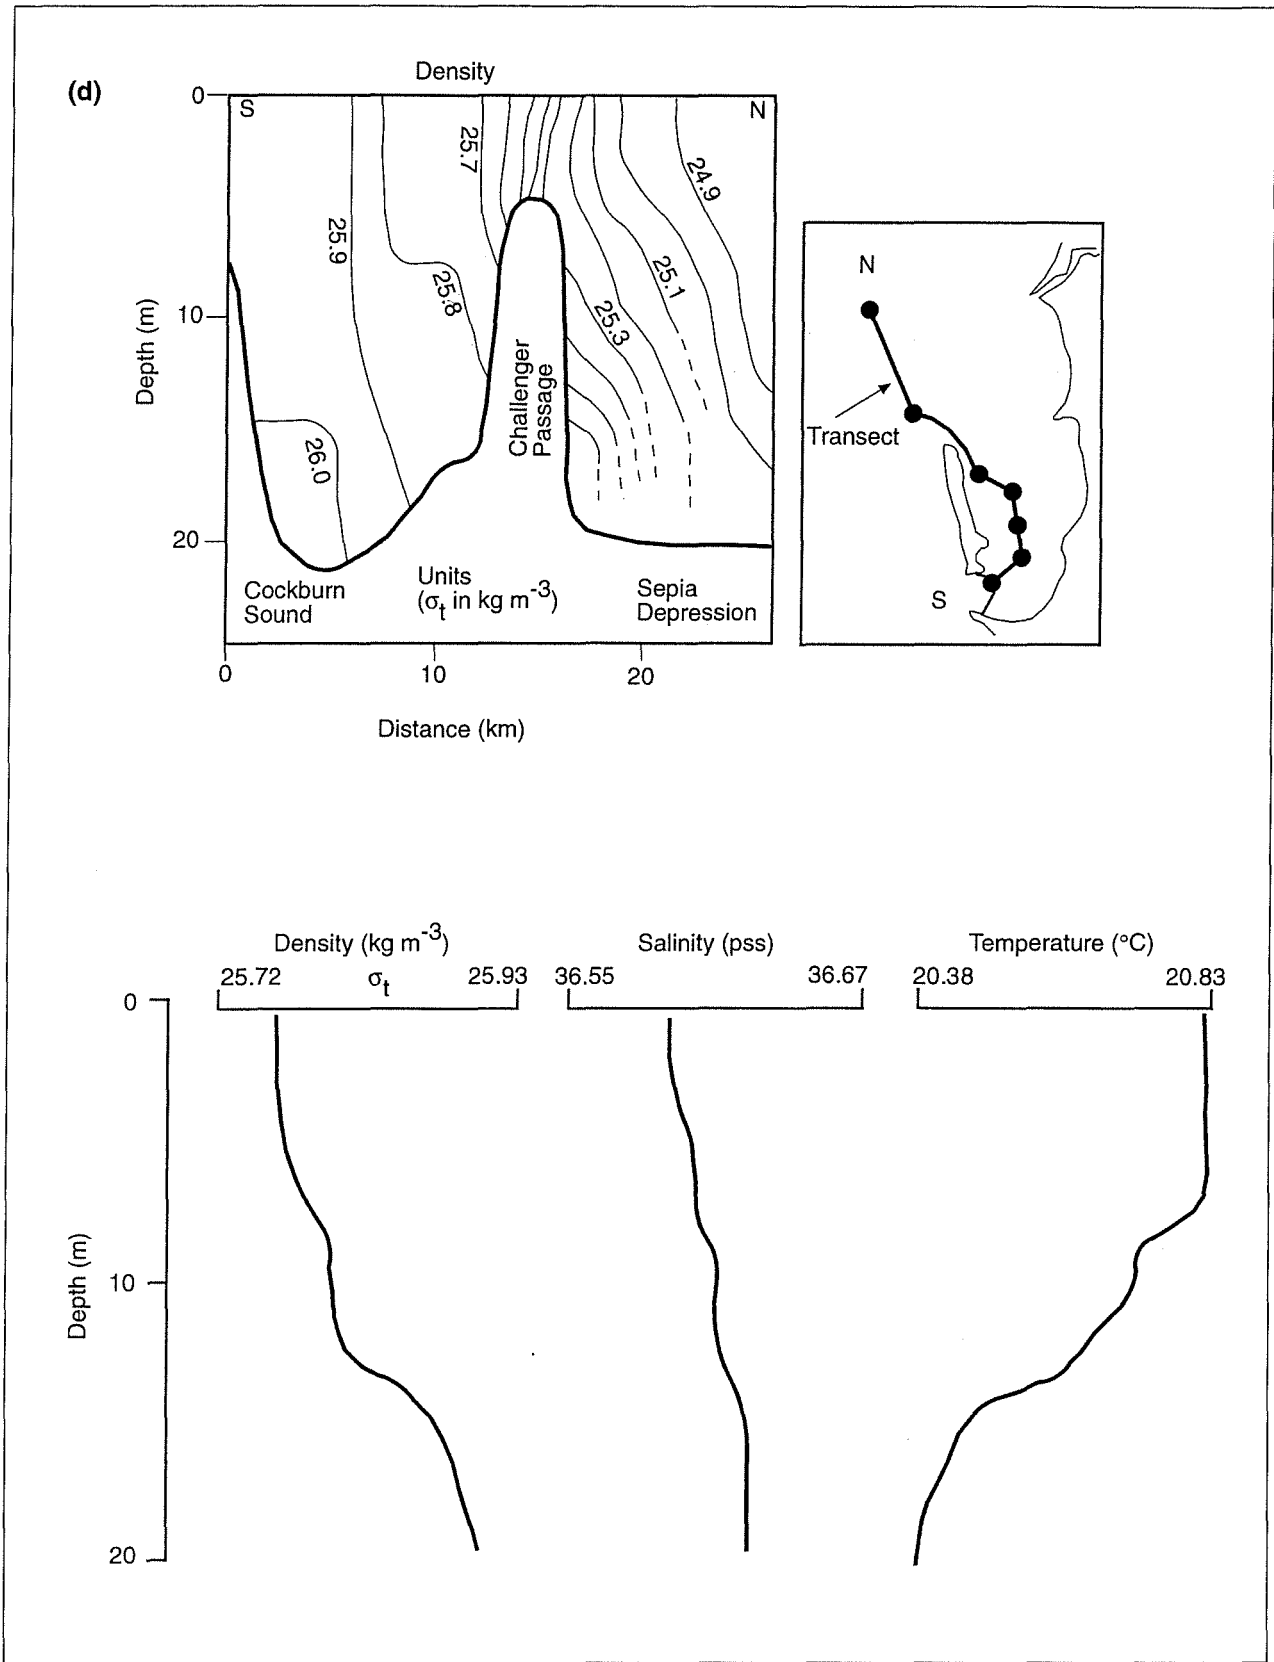 (d)
Density
0
S
N
25.7
24.9
25.9
25.8
25.1
25.3
10
Depth (m)
Challenger
Passage
26.0
20
Cockburn
Sound
Units
(σt in kg m-3)
Sepia
Depression
0
10
20
Distance (km)
N
Transect
S
Density (kg m-3)
Salinity (pss)
Temperature (°C)
25.72
σt
25.93
36.55
36.67
20.38
20.83
0
10
Depth (m)
20